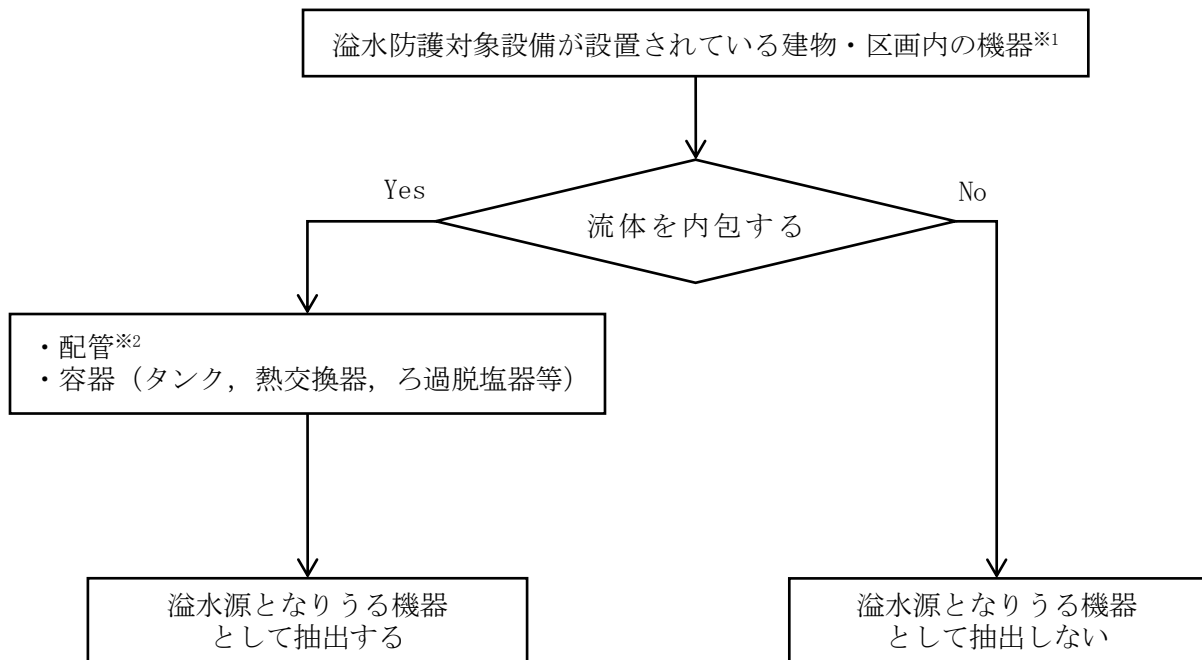 溢水防護対象設備が設置されている建物・区画内の機器※1
Yes
No
流体を内包する
・配管※2
・容器（タンク，熱交換器，ろ過脱塩器等）
溢水源となりうる機器
として抽出する
溢水源となりうる機器
として抽出しない